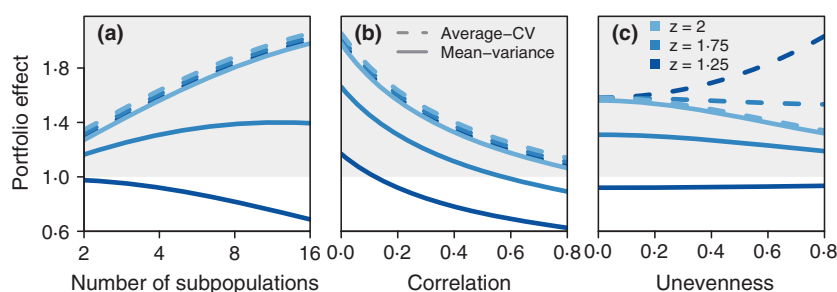 (a)
(b)
(c)
Average−CV
Mean−variance
z = 2
z = 1·75
z = 1·25
Portfolio effect
1·8
1·4
1·0
0·6
2 4 8 16
0·0 0·2 0·4 0·6 0·8
0·0 0·2 0·4 0·6 0·8
Number of subpopulations
Correlation
Unevenness